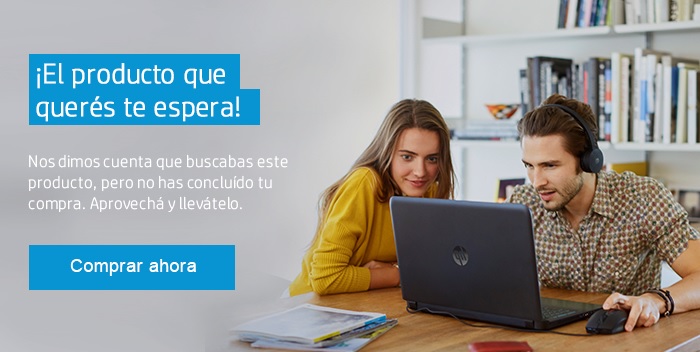 ¡El producto que
querés te espera!
Nos dimos cuenta que buscabas este
producto, pero no has concluído tu
compra. Aprovechá y llevátelo.
Comprar ahora
hp